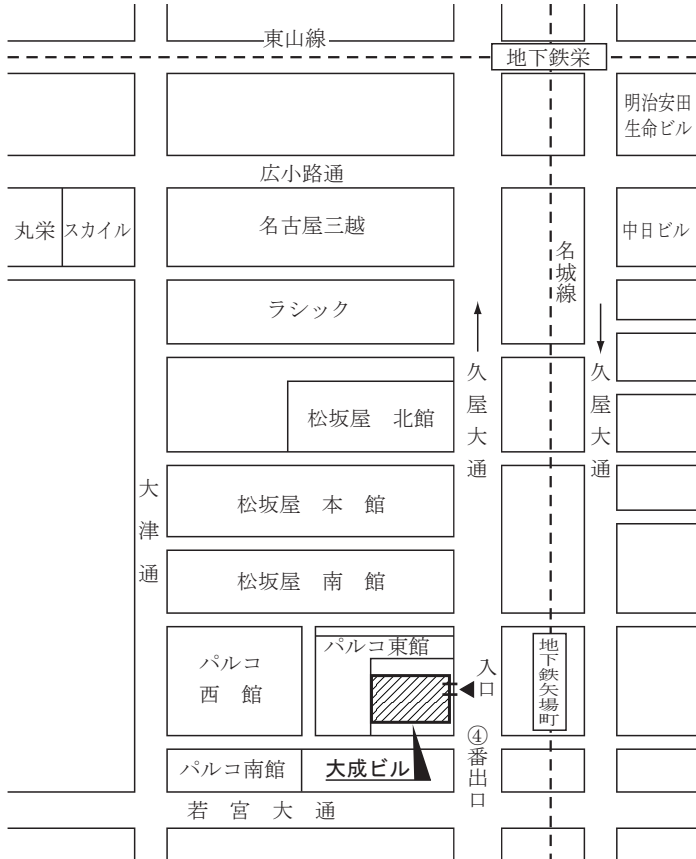 東山線
地下鉄栄
明治安田
生命ビル
広小路通
丸栄
スカイル
名古屋三越
中日ビル
名城線
ラシック
久屋大通
久屋大通
松坂屋　北館
大津通
松坂屋　本　館
松坂屋　南　館
パルコ
西　館
パルコ東館
入口
地下鉄矢場町
④番出口
パルコ南館
大成ビル
若　宮　大　通